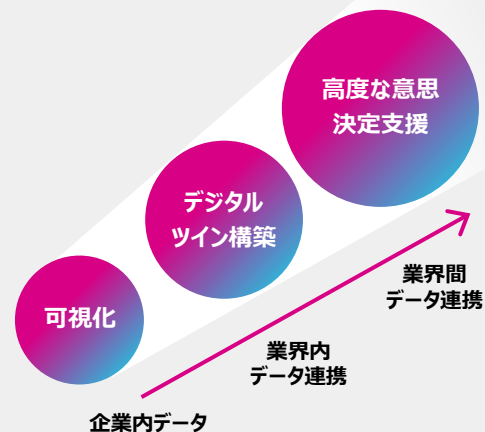 高度な意思
決定支援
デジタル
ツイン構築
可視化
業界間
データ連携
業界内
データ連携
企業内データ